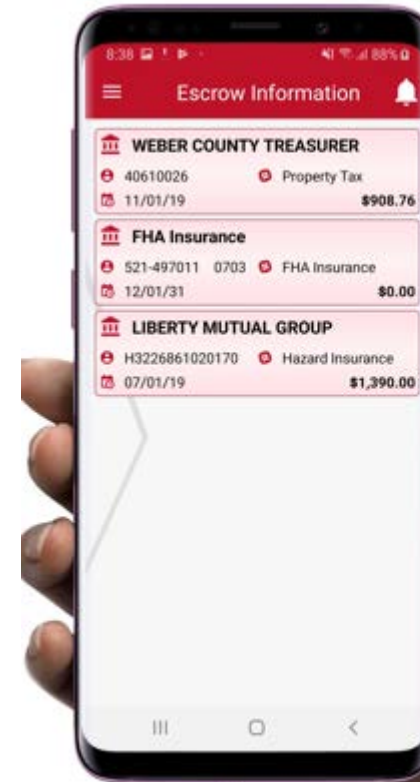 8:38 88%
Escrow Information
WEBER COUNTY TREASURER
40610026 Property Tax
11/01/19 $908.76
FHA Insurance
521-497011 0703 FHA Insurance
12/01/31 $0.00
LIBERTY MUTUAL GROUP
H3226861020170 Hazard Insurance
07/01/19 $1,390.00